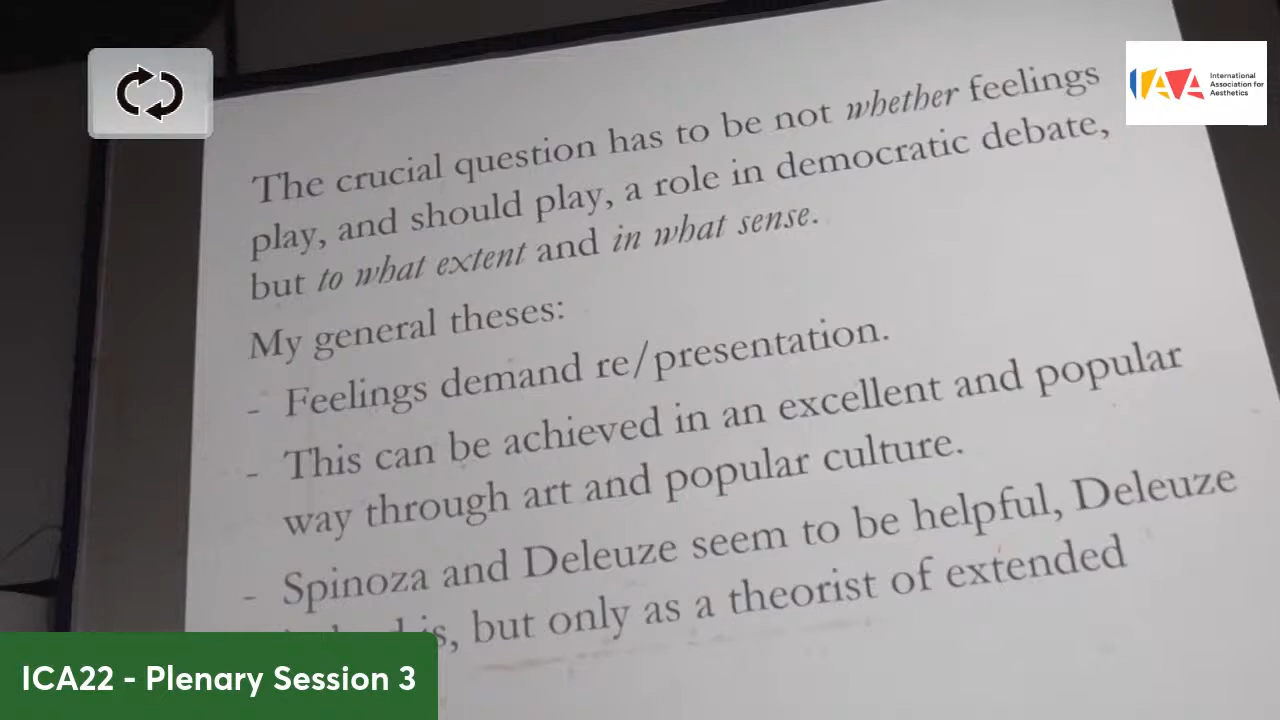 International
Association for
Aesthetics
The crucial question has to be not whether feelings
play, and should play, a role in democratic debate,
but to what extent and in what sense.
My general theses:
- Feelings demand re/presentation.
- This can be achieved in an excellent and popular
way through art and popular culture.
- Spinoza and Deleuze seem to be helpful, Deleuze
but only as a theorist of extended
ICA22 - Plenary Session 3